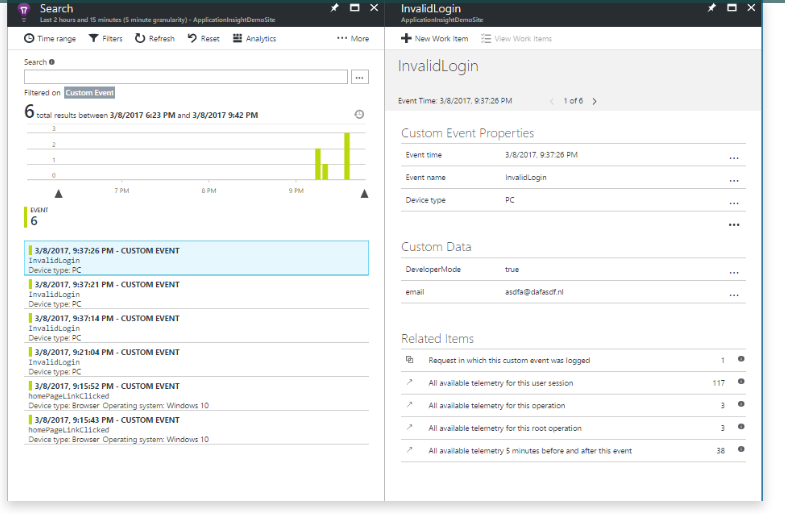 Search
Last 2 hours and 15 minutes (5 minute granularity) - ApplicationInsightDemoSite
Time range
Filters
Refresh
Reset
Analytics
More
Search
Filtered on Custom Event
6 total results between 3/8/2017 6:23 PM and 3/8/2017 9:42 PM
3
2
1
0
7 PM
8 PM
9 PM
EVENT
6
3/8/2017, 9:37:26 PM - CUSTOM EVENT
InvalidLogin
Device type: PC
3/8/2017, 9:37:21 PM - CUSTOM EVENT
InvalidLogin
Device type: PC
3/8/2017, 9:37:14 PM - CUSTOM EVENT
InvalidLogin
Device type: PC
3/8/2017, 9:21:04 PM - CUSTOM EVENT
InvalidLogin
Device type: PC
3/8/2017, 9:15:52 PM - CUSTOM EVENT
homePageLinkClicked
Device type: Browser Operating system: Windows 10
3/8/2017, 9:15:43 PM - CUSTOM EVENT
homePageLinkClicked
Device type: Browser Operating system: Windows 10
InvalidLogin
ApplicationInsightDemoSite
New Work Item
View Work Items
InvalidLogin
Event Time: 3/8/2017, 9:37:26 PM
1 of 6
Custom Event Properties
Event time 3/8/2017, 9:37:26 PM
Event name InvalidLogin
Device type PC
Custom Data
DeveloperMode true
email asdfa@dafasdf.nl
Related Items
Request in which this custom event was logged 1
All available telemetry for this user session 117
All available telemetry for this operation 3
All available telemetry for this root operation 3
All available telemetry 5 minutes before and after this event 38